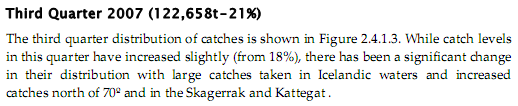 Third Quarter 2007 (122,658t-21%)
The third quarter distribution of catches is shown in Figure 2.4.1.3. While catch levels
in this quarter have increased slightly (from 18%), there has been a significant change
in their distribution with large catches taken in Icelandic waters and increased
catches north of 70º and in the Skagerrak and Kattegat.